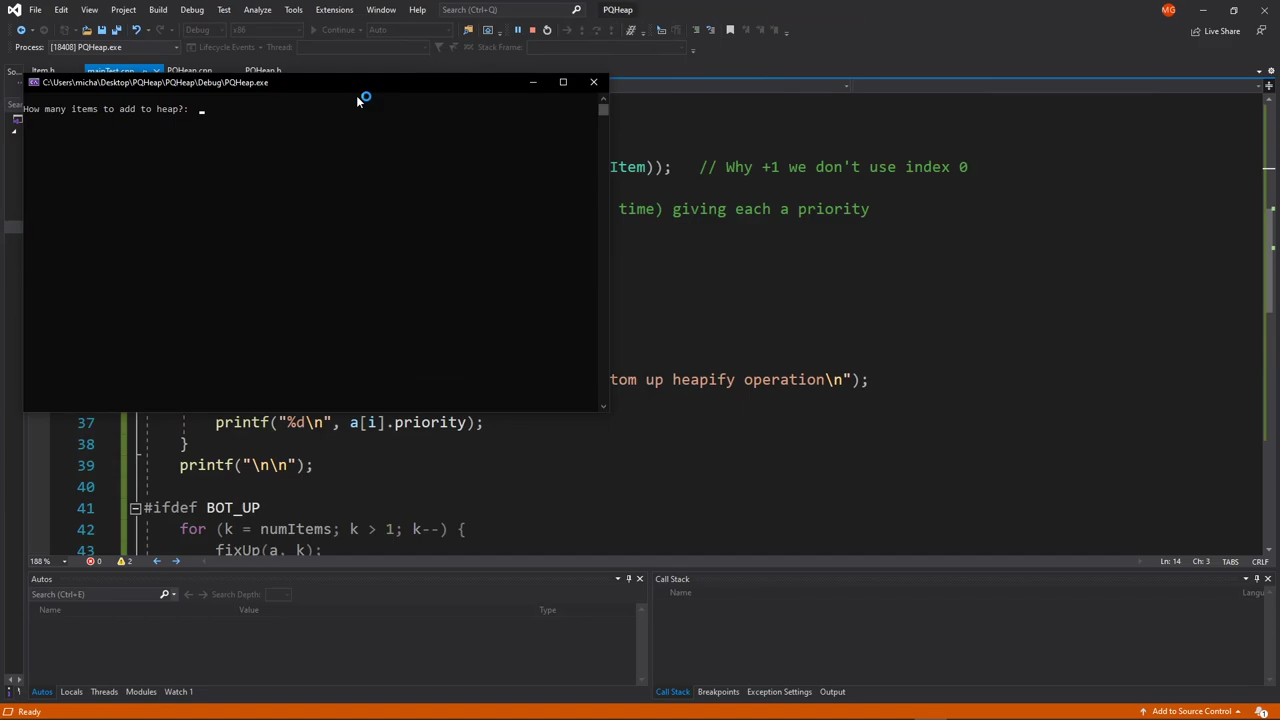 File Edit View Project Build Debug Test Analyze Tools Extensions Window Help Search (Ctrl+Q) PQHeap MG
Debug x86 Continue Auto Live Share
Process: [18408] PQHeap.exe Lifecycle Events Thread: Stack Frame:
Item.h mainTest.cpp PQHeap.cpp PQHeap.h
C:\Users\micha\Desktop\PQHeap\PQHeap\Debug\PQHeap.exe
How many items to add to heap?: _
Item)); // Why +1 we don't use index 0
time) giving each a priority
tom up heapify operation\n");
37 printf("%d\n", a[i].priority);
38 }
39 printf("\n\n");
40
41 #ifdef BOT_UP
42 for (k = numItems; k > 1; k--) {
43 fixUp(a, k);
188 % 0 2 Ln: 14 Ch: 3 TABS CRLF
Autos
Search (Ctrl+E) Search Depth:
Name Value Type
Call Stack
Name Langu
Autos Locals Threads Modules Watch 1
Call Stack Breakpoints Exception Settings Output
Ready Add to Source Control 1